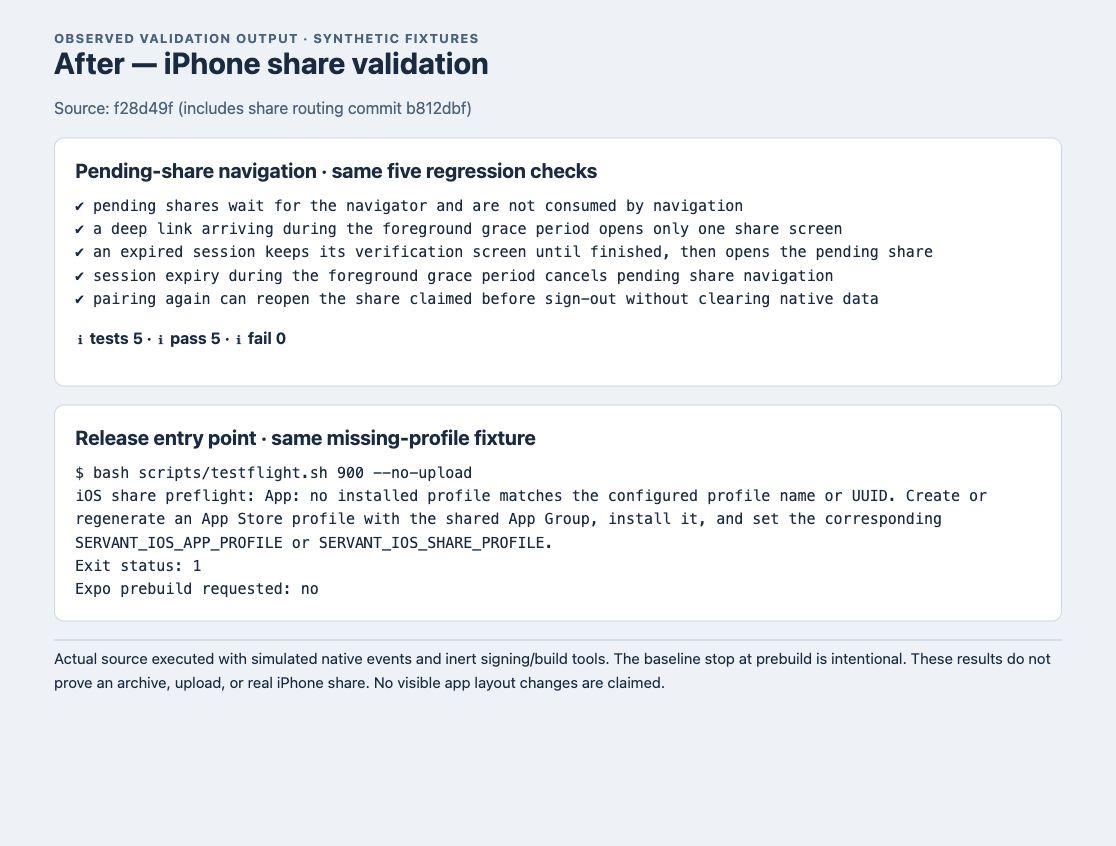 OBSERVED VALIDATION OUTPUT · SYNTHETIC FIXTURES
After — iPhone share validation
Source: f28d49f (includes share routing commit b812dbf)
Pending-share navigation · same five regression checks
✔ pending shares wait for the navigator and are not consumed by navigation
✔ a deep link arriving during the foreground grace period opens only one share screen
✔ an expired session keeps its verification screen until finished, then opens the pending share
✔ session expiry during the foreground grace period cancels pending share navigation
✔ pairing again can reopen the share claimed before sign-out without clearing native data
ℹ tests 5 · ℹ pass 5 · ℹ fail 0
Release entry point · same missing-profile fixture
$ bash scripts/testflight.sh 900 --no-upload
iOS share preflight: App: no installed profile matches the configured profile name or UUID. Create or
regenerate an App Store profile with the shared App Group, install it, and set the corresponding
SERVANT_IOS_APP_PROFILE or SERVANT_IOS_SHARE_PROFILE.
Exit status: 1
Expo prebuild requested: no
Actual source executed with simulated native events and inert signing/build tools. The baseline stop at prebuild is intentional. These results do not
prove an archive, upload, or real iPhone share. No visible app layout changes are claimed.